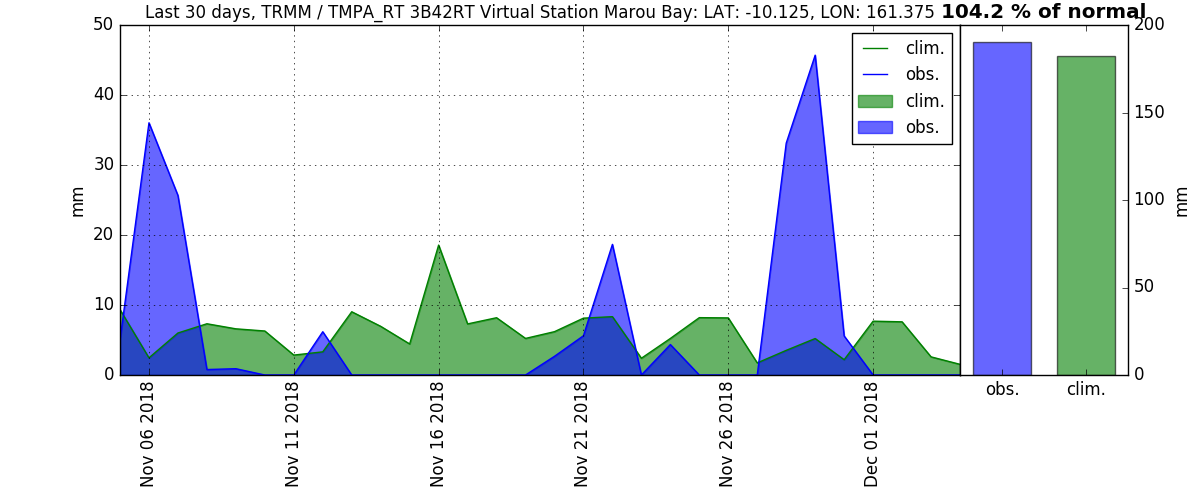 Last 30 days, TRMM / TMPA_RT 3B42RT Virtual Station Marou Bay: LAT: -10.125, LON: 161.375 104.2 % of normal
50
40
30
20
10
0
mm
clim.
obs.
clim.
obs.
200
150
100
50
0
mm
obs.
clim.
Nov 06 2018
Nov 11 2018
Nov 16 2018
Nov 21 2018
Nov 26 2018
Dec 01 2018